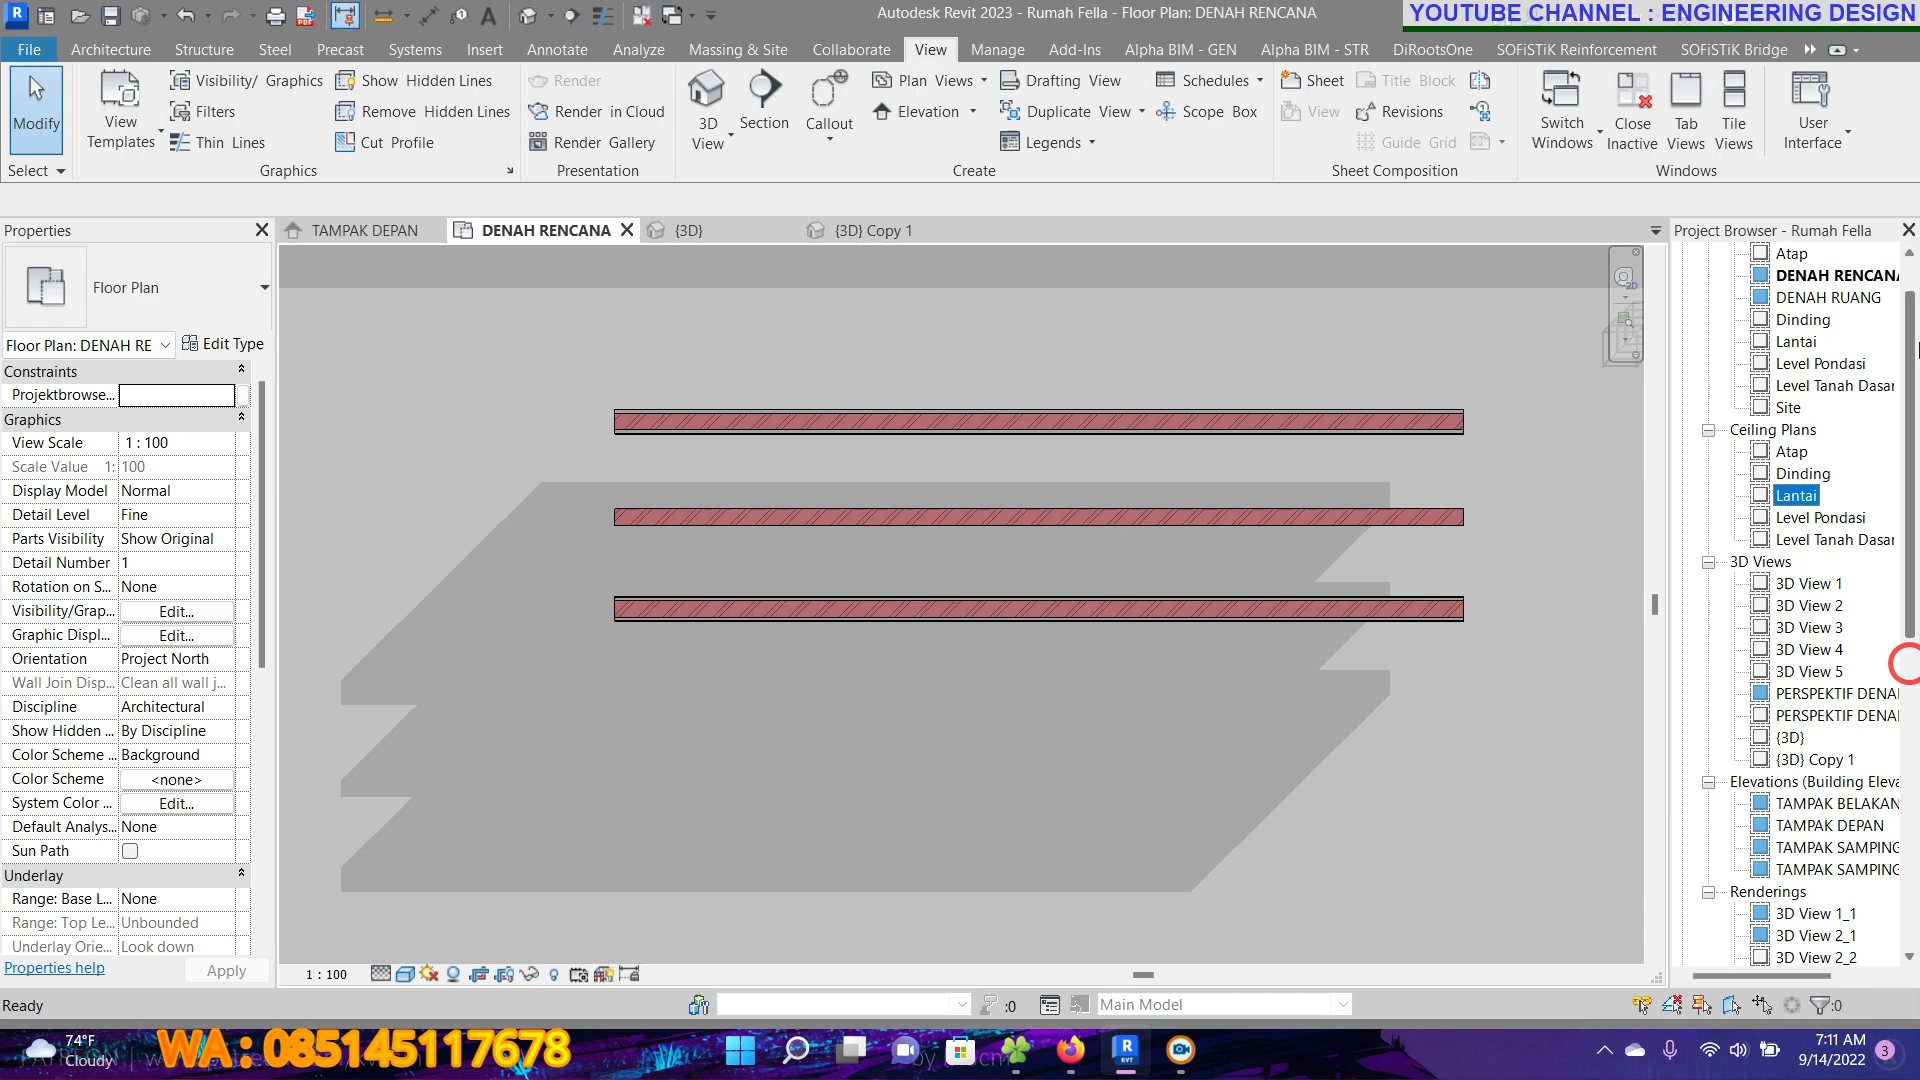 Autodesk Revit 2023 - Rumah Fella - Floor Plan: DENAH RENCANA
YOUTUBE CHANNEL : ENGINEERING DESIGN
File Architecture Structure Steel Precast Systems Insert Annotate Analyze Massing & Site Collaborate View Manage Add-Ins Alpha BIM - GEN Alpha BIM - STR DiRootsOne SOFiSTiK Reinforcement SOFiSTiK Bridge
Modify
View Templates
Visibility/ Graphics
Filters
Thin Lines
Show Hidden Lines
Remove Hidden Lines
Cut Profile
Render
Render in Cloud
Render Gallery
3D View
Section
Callout
Plan Views
Elevation
Drafting View
Duplicate View
Legends
Schedules
Scope Box
Sheet
View
Title Block
Revisions
Guide Grid
Switch Windows
Close Inactive
Tab Views
Tile Views
User Interface
Select Graphics Presentation Create Sheet Composition Windows
Properties
TAMPAK DEPAN DENAH RENCANA {3D} {3D} Copy 1
Project Browser - Rumah Fella
Floor Plan
Floor Plan: DENAH RE Edit Type
Constraints
Projektbrowse...
Graphics
View Scale 1 : 100
Scale Value 1: 100
Display Model Normal
Detail Level Fine
Parts Visibility Show Original
Detail Number 1
Rotation on S... None
Visibility/Grap... Edit...
Graphic Displ... Edit...
Orientation Project North
Wall Join Disp... Clean all wall j...
Discipline Architectural
Show Hidden ... By Discipline
Color Scheme ... Background
Color Scheme <none>
System Color ... Edit...
Default Analys... None
Sun Path
Underlay
Range: Base L... None
Range: Top Le... Unbounded
Underlay Orie... Look down
Properties help Apply
Atap
DENAH RENCANA
DENAH RUANG
Dinding
Lantai
Level Pondasi
Level Tanah Dasar
Site
Ceiling Plans
Atap
Dinding
Lantai
Level Pondasi
Level Tanah Dasar
3D Views
3D View 1
3D View 2
3D View 3
3D View 4
3D View 5
PERSPEKTIF DENA
PERSPEKTIF DENA
{3D}
{3D} Copy 1
Elevations (Building Eleva
TAMPAK BELAKAN
TAMPAK DEPAN
TAMPAK SAMPING
TAMPAK SAMPING
Renderings
3D View 1_1
3D View 2_1
3D View 2_2
1 : 100
Ready :0 Main Model :0
74°F
Cloudy
WA : 085145117678
7:11 AM
9/14/2022
3